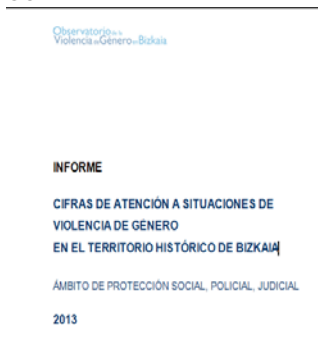 Observatorio de la
Violencia de Género en Bizkaia
INFORME
CIFRAS DE ATENCIÓN A SITUACIONES DE
VIOLENCIA DE GÉNERO
EN EL TERRITORIO HISTÓRICO DE BIZKAIA
ÁMBITO DE PROTECCIÓN SOCIAL, POLICIAL, JUDICIAL
2013